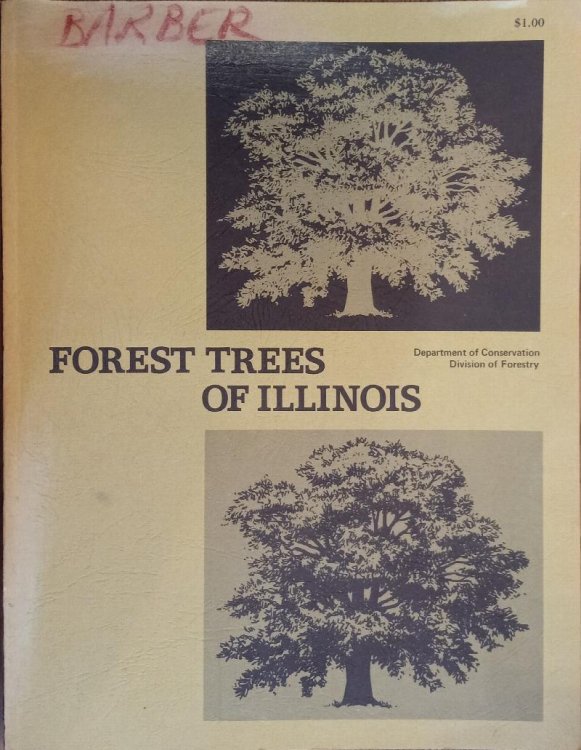 BARBER
$1.00
FOREST TREES
OF ILLINOIS
Department of Conservation
Division of Forestry